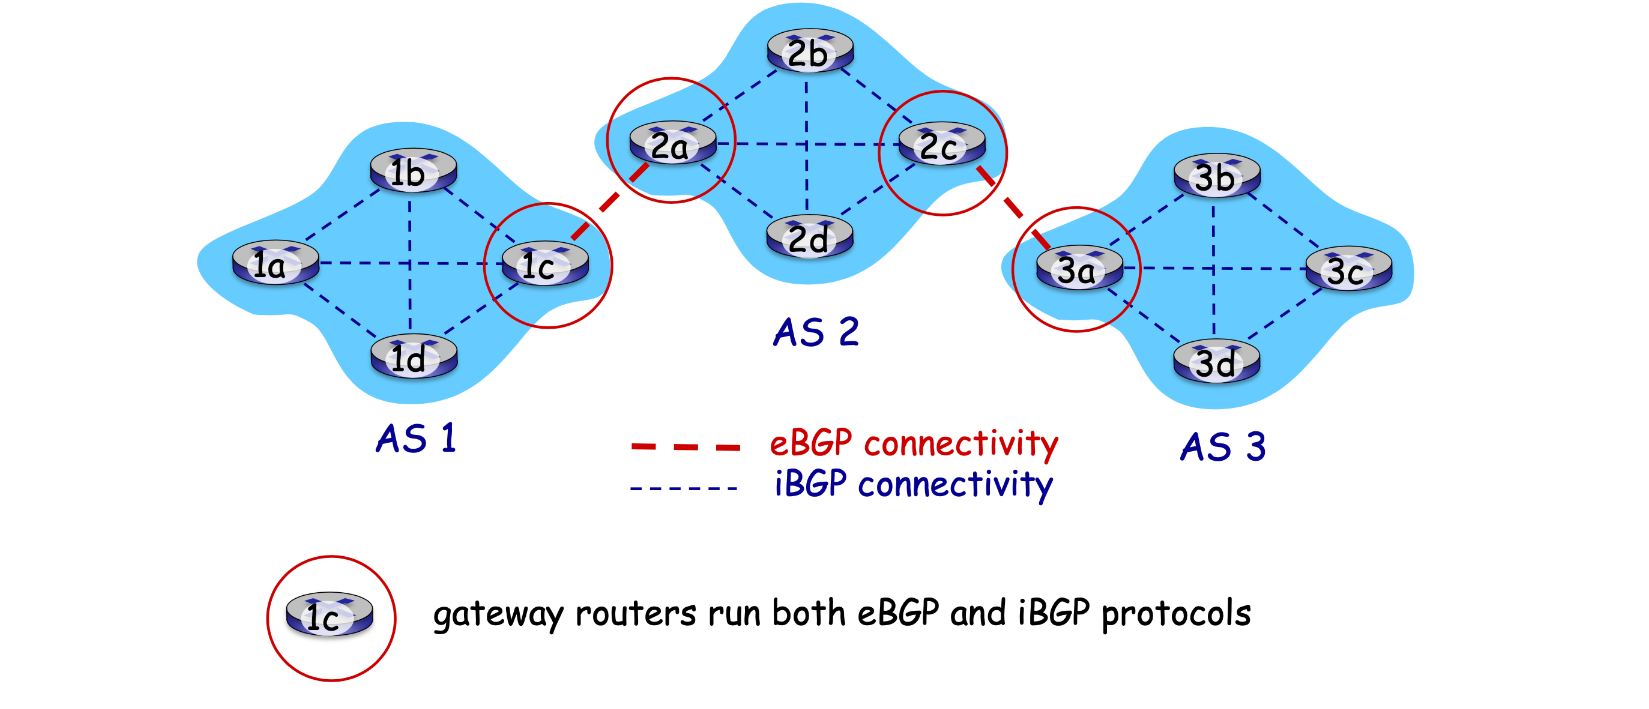 2b
2a
2c
2d
AS 2
1b
1a
1c
1d
AS 1
3b
3a
3c
3d
AS 3
eBGP connectivity
iBGP connectivity
1c
gateway routers run both eBGP and iBGP protocols